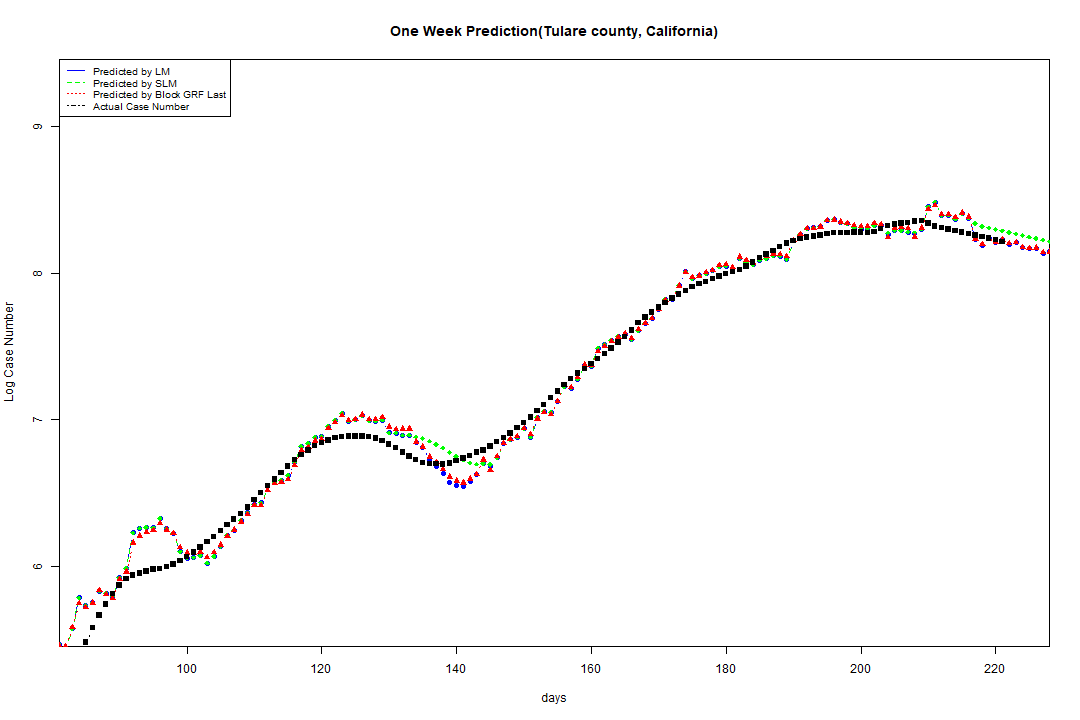 One Week Prediction(Tulare county, California)
Predicted by LM
Predicted by SLM
Predicted by Block GRF Last
Actual Case Number
9
8
7
6
Log Case Number
100 120 140 160 180 200 220
days